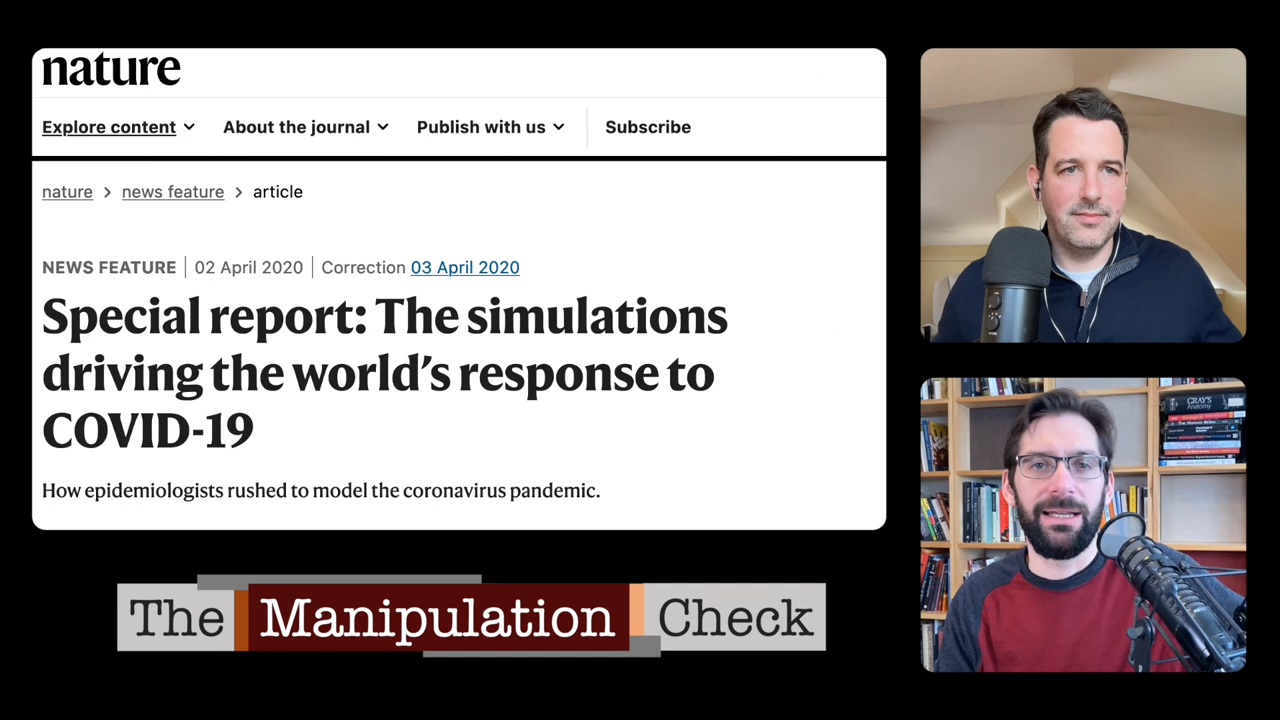 nature
Explore content About the journal Publish with us Subscribe
nature > news feature > article
NEWS FEATURE | 02 April 2020 | Correction 03 April 2020
Special report: The simulations
driving the world’s response to
COVID-19
How epidemiologists rushed to model the coronavirus pandemic.
The Manipulation Check
GRAY'S
Anatomy